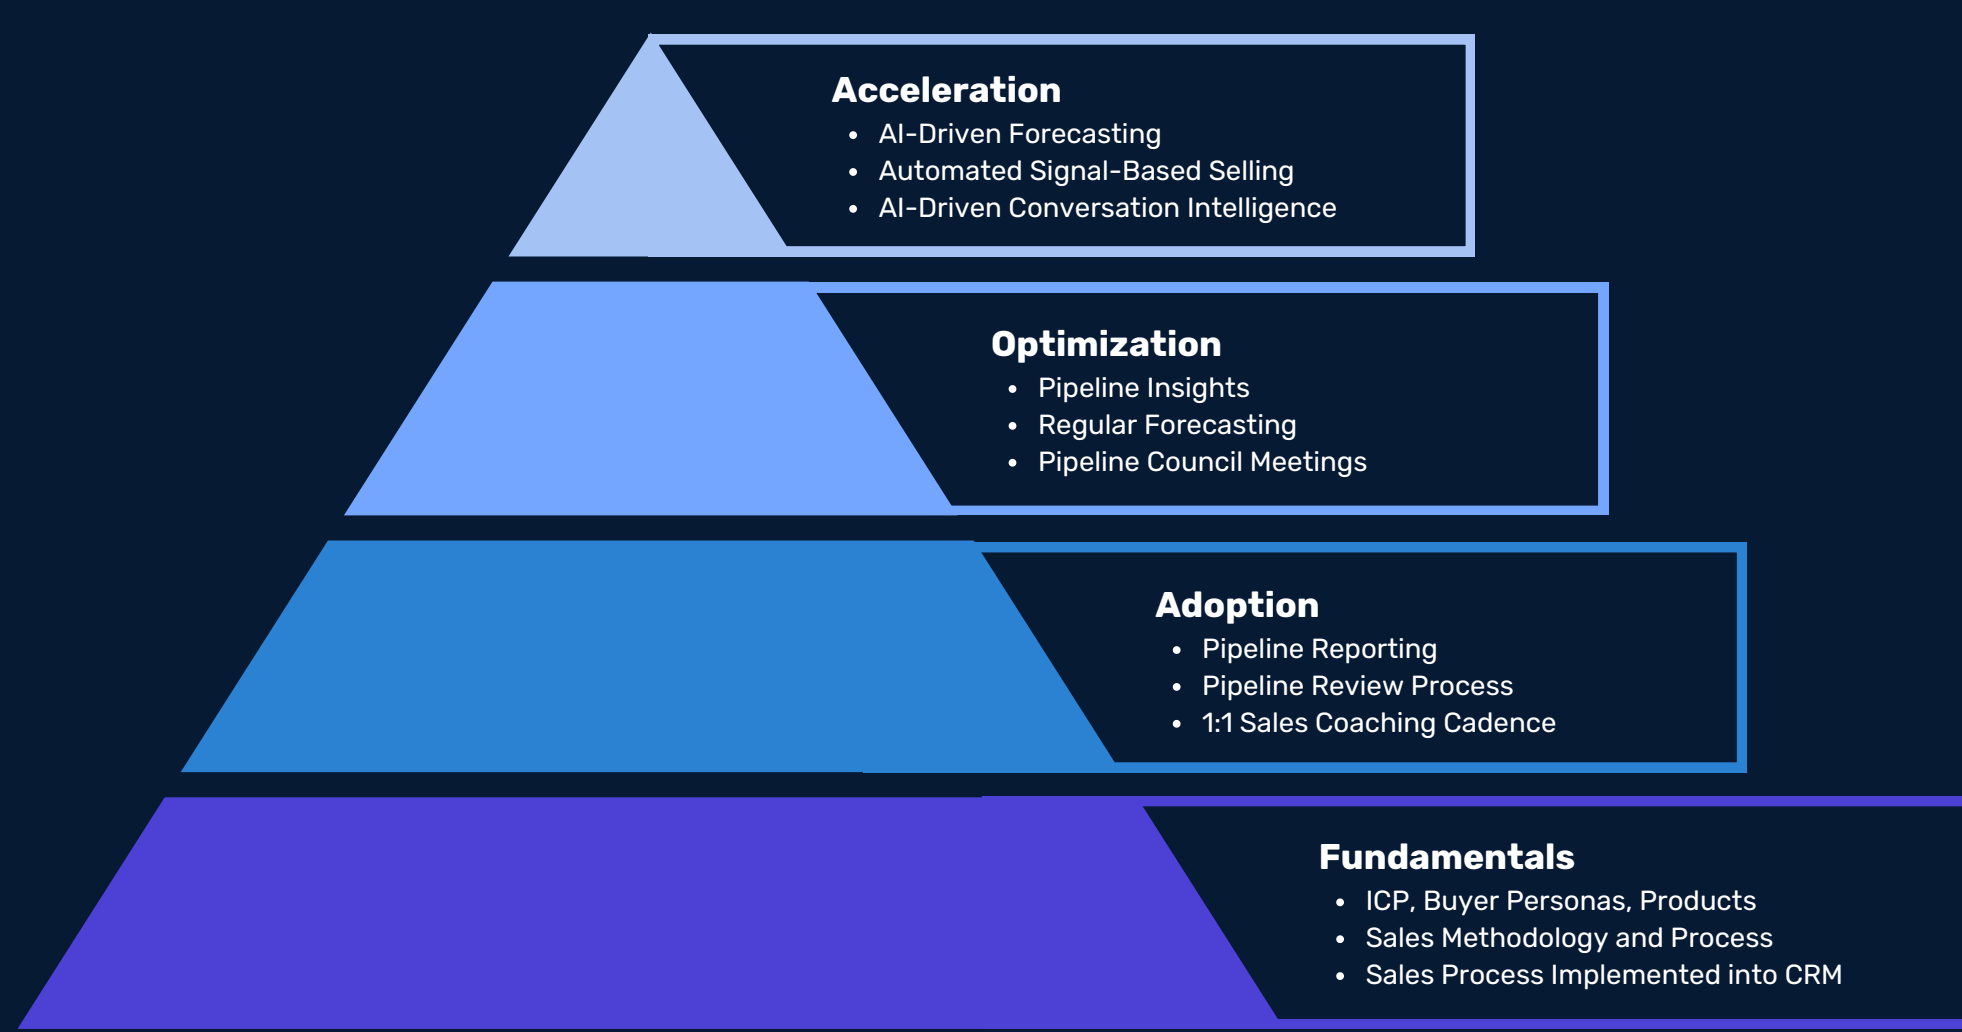 Acceleration
• AI-Driven Forecasting
• Automated Signal-Based Selling
• AI-Driven Conversation Intelligence
Optimization
• Pipeline Insights
• Regular Forecasting
• Pipeline Council Meetings
Adoption
• Pipeline Reporting
• Pipeline Review Process
• 1:1 Sales Coaching Cadence
Fundamentals
• ICP, Buyer Personas, Products
• Sales Methodology and Process
• Sales Process Implemented into CRM